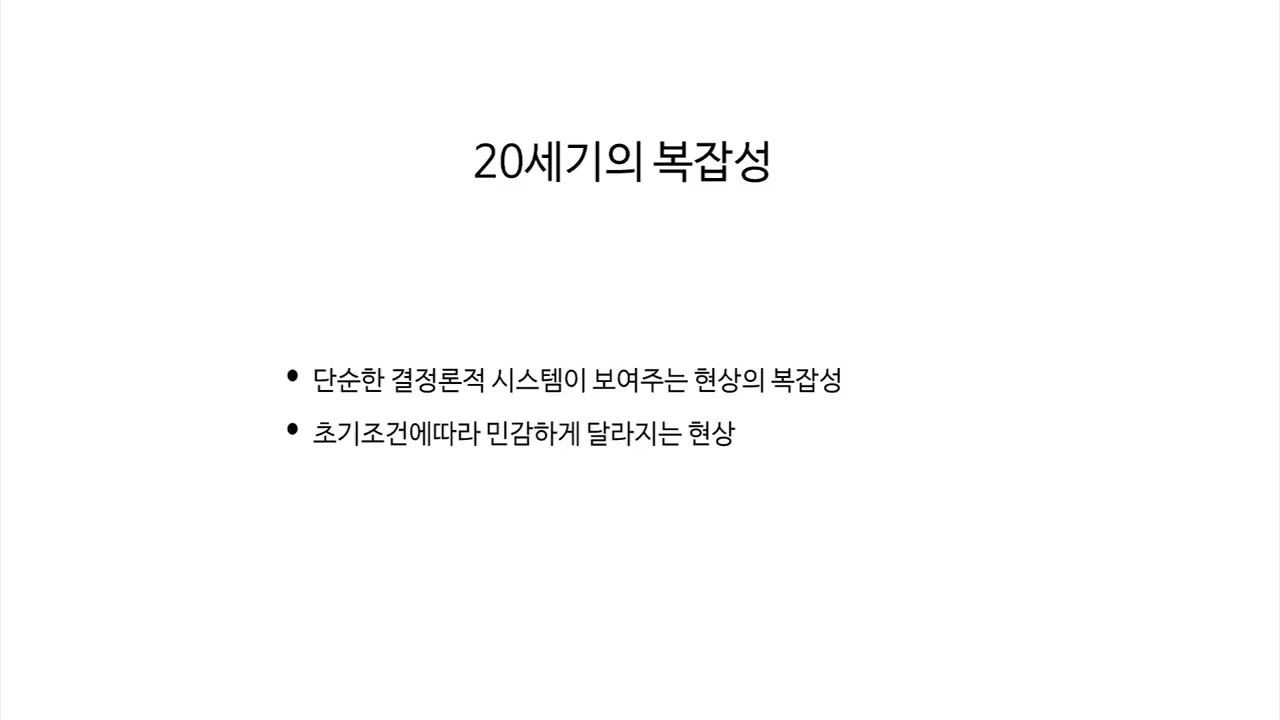 20세기의 복잡성
• 단순한 결정론적 시스템이 보여주는 현상의 복잡성
• 초기조건에따라 민감하게 달라지는 현상